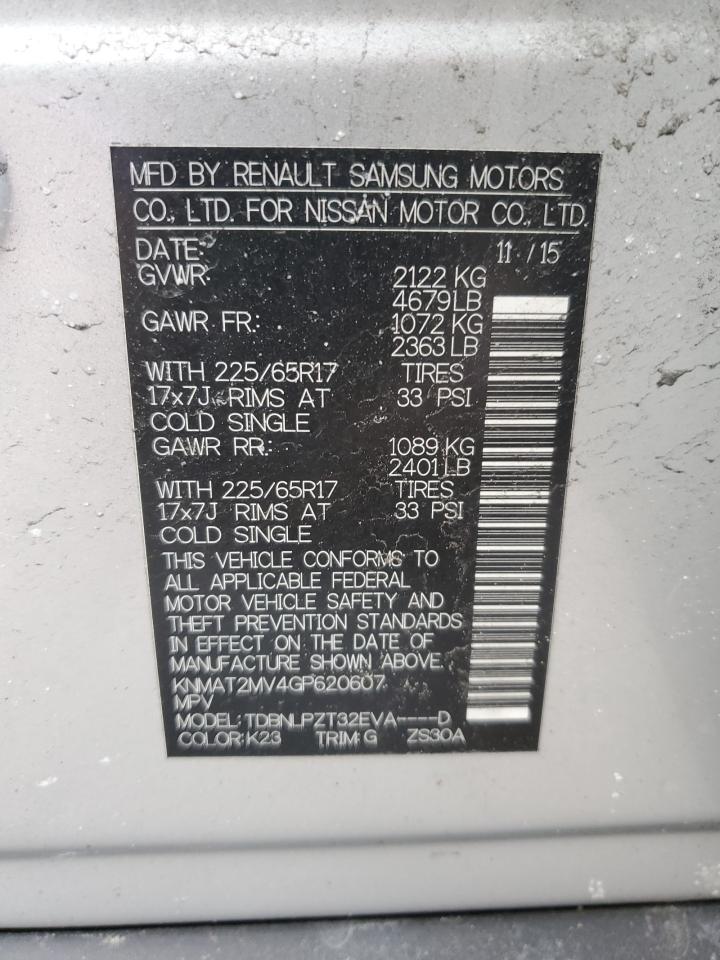 MFD BY RENAULT SAMSUNG MOTORS
CO., LTD. FOR NISSAN MOTOR CO., LTD.
DATE: 11 / 15
GVWR: 2122 KG
4679 LB
GAWR FR: 1072 KG
2363 LB
WITH 225/65R17 TIRES
17x7J RIMS AT 33 PSI
COLD SINGLE
GAWR RR: 1089 KG
2401 LB
WITH 225/65R17 TIRES
17x7J RIMS AT 33 PSI
COLD SINGLE
THIS VEHICLE CONFORMS TO
ALL APPLICABLE FEDERAL
MOTOR VEHICLE SAFETY AND
THEFT PREVENTION STANDARDS
IN EFFECT ON THE DATE OF
MANUFACTURE SHOWN ABOVE.
KNMAT2MV4GP620607
MPV
MODEL: TDBNLPZT32EVA----D
COLOR: K23 TRIM: G ZS30A